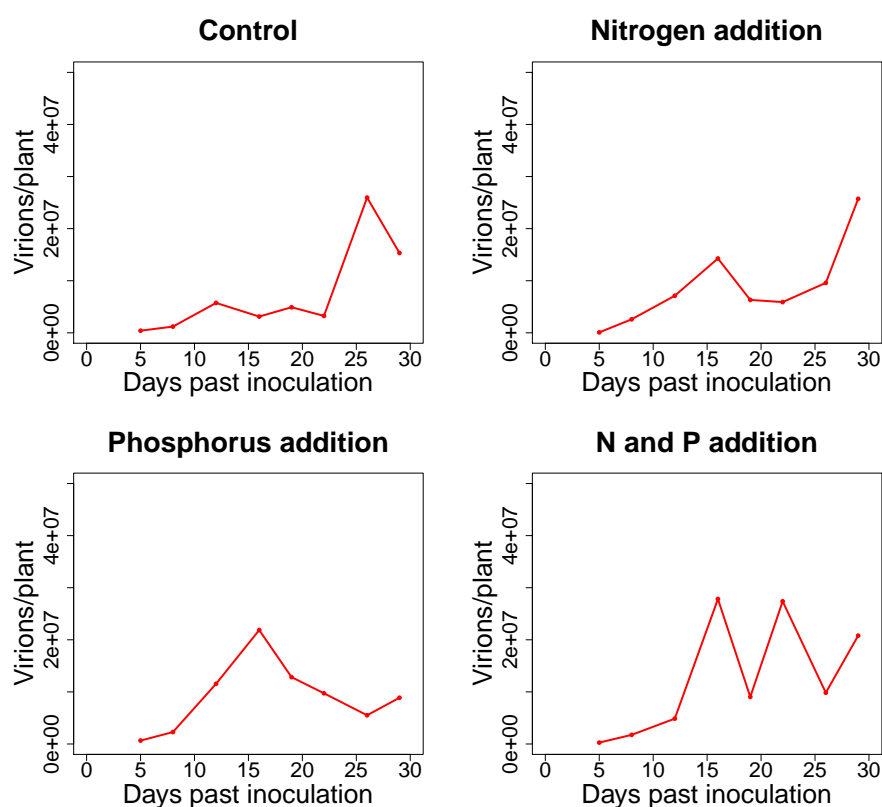 Control
Virions/plant
4e+07
2e+07
0e+00
0 5 10 15 20 25 30
Days past inoculation
Nitrogen addition
Virions/plant
4e+07
2e+07
0e+00
0 5 10 15 20 25 30
Days past inoculation
Phosphorus addition
Virions/plant
4e+07
2e+07
0e+00
0 5 10 15 20 25 30
Days past inoculation
N and P addition
Virions/plant
4e+07
2e+07
0e+00
0 5 10 15 20 25 30
Days past inoculation